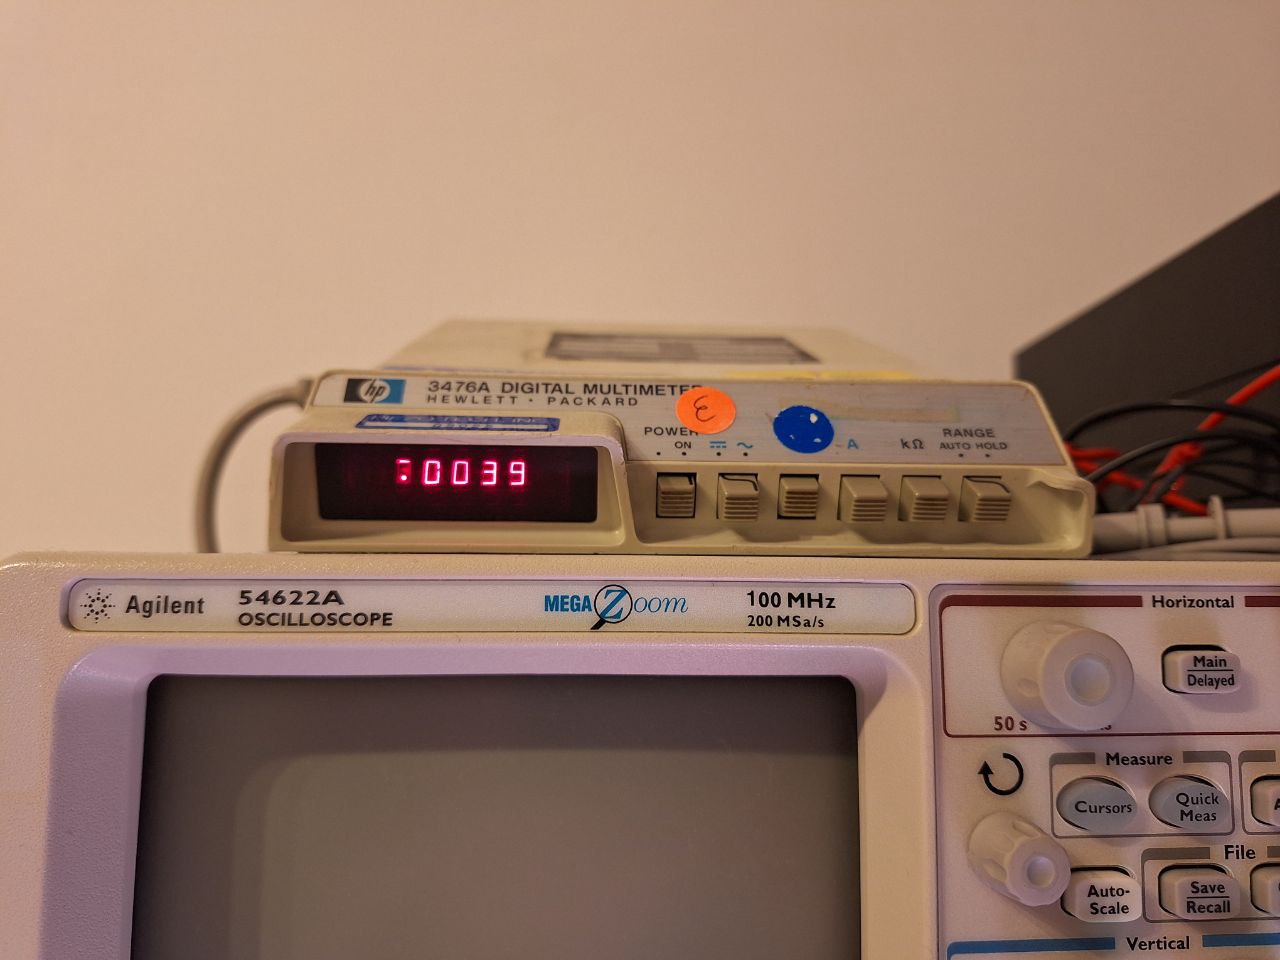 hp
3476A DIGITAL MULTIMETER
HEWLETT • PACKARD
3
POWER
ON
A
kΩ
RANGE
AUTO HOLD
0039
Agilent
54622A
OSCILLOSCOPE
MEGA Zoom
100 MHz
200 MSa/s
Horizontal
Main
Delayed
50 s
Measure
Cursors
Quick
Meas
File
Auto-
Scale
Save
Recall
Vertical